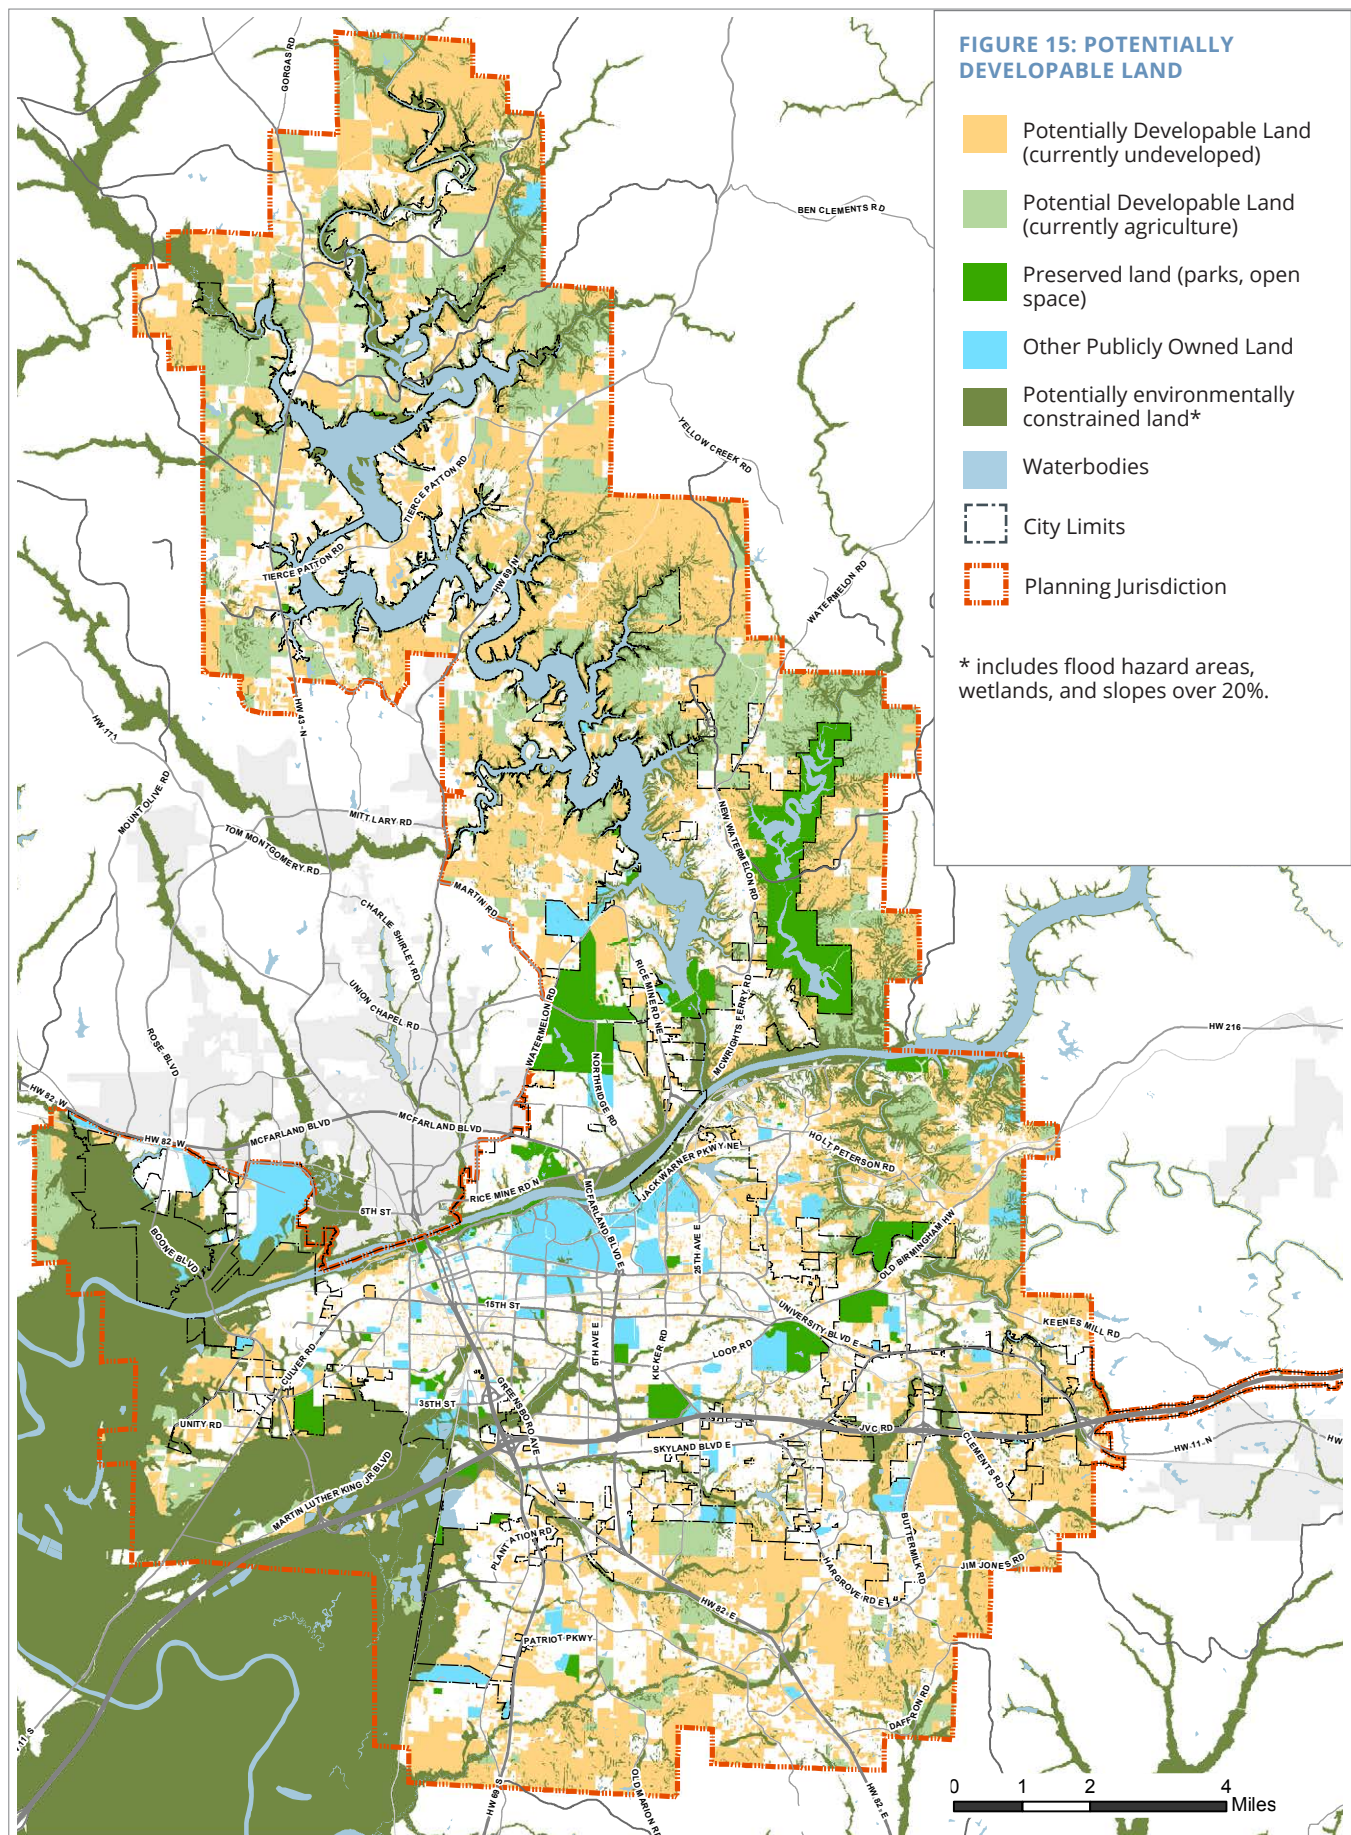 FIGURE 15: POTENTIALLY
DEVELOPABLE LAND
Potentially Developable Land
(currently undeveloped)
Potential Developable Land
(currently agriculture)
Preserved land (parks, open
space)
Other Publicly Owned Land
Potentially environmentally
constrained land*
Waterbodies
City Limits
Planning Jurisdiction
* includes flood hazard areas,
wetlands, and slopes over 20%.
GORGAS RD
BEN CLEMENTS RD
YELLOW CREEK RD
TIERCE PATTON RD
TIERCE PATTON RD
HW 69 N
WATERMELON RD
HW 43 N
HW 171
MOUNT OLIVE RD
MITT LARY RD
TOM MONTGOMERY RD
NEW WATERMELON RD
MARTIN RD
CHARLIE SHIRLEY RD
UNION CHAPEL RD
RICE MINE RD NE
WATERMELON RD
MCWRIGHTS FERRY RD
HW 216
ROSE BLVD
NORTHRIDGE RD
HW 82 W
HW 82 W
MCFARLAND BLVD
MCFARLAND BLVD
HOLT PETERSON RD
JACK WARNER PKWY NE
RICE MINE RD N
MCFARLAND BLVD E
5TH ST
BOONE BLVD
25TH AVE E
OLD BIRMINGHAM HW
15TH ST
UNIVERSITY BLVD E
KEENES MILL RD
5TH AVE E
KICKER RD
LOOP RD
CULVER RD
GREENSBORO AVE
35TH ST
UNITY RD
JVC RD
SKYLAND BLVD E
CLEMENTS RD
HW 11 N
HW
MARTIN LUTHER KING JR BLVD
BUTTERMILK RD
PLANTATION RD
HARGROVE RD E
JIM JONES RD
HW 82 E
PATRIOT PKWY
DAFFRON RD
11 S
HW 69 S
OLD MARION RD
HW 82 E
0 1 2 4
Miles